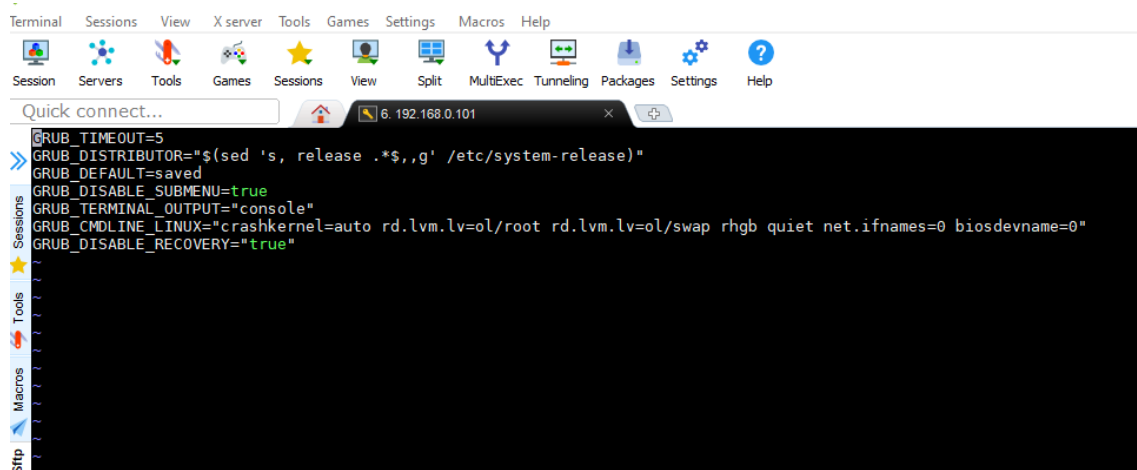 Terminal Sessions View X server Tools Games Settings Macros Help
Session Servers Tools Games Sessions View Split MultiExec Tunneling Packages Settings Help
Quick connect...
6. 192.168.0.101
GRUB_TIMEOUT=5
GRUB_DISTRIBUTOR="$(sed 's, release .*$,,g' /etc/system-release)"
GRUB_DEFAULT=saved
GRUB_DISABLE_SUBMENU=true
GRUB_TERMINAL_OUTPUT="console"
GRUB_CMDLINE_LINUX="crashkernel=auto rd.lvm.lv=ol/root rd.lvm.lv=ol/swap rhgb quiet net.ifnames=0 biosdevname=0"
GRUB_DISABLE_RECOVERY="true"
~
~
~
~
~
~
~
~
~
~
~
~
Sessions
Tools
Macros
Sftp